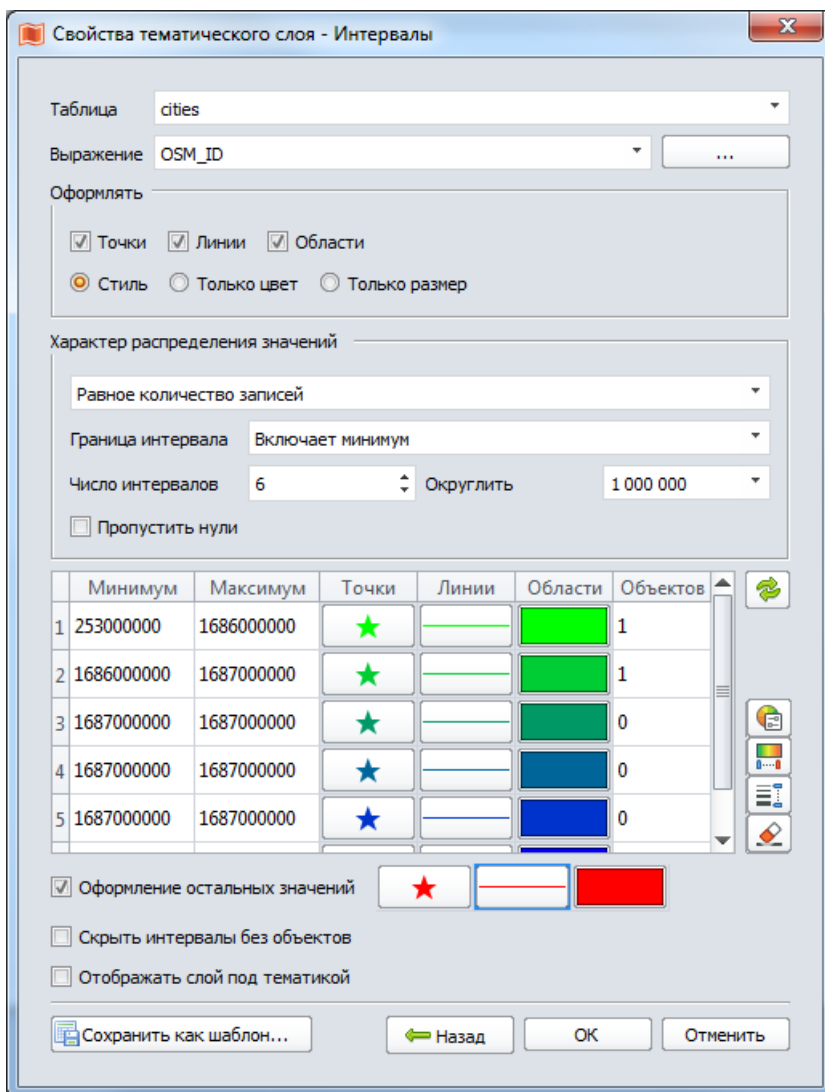 Свойства тематического слоя - Интервалы
Таблица cities
Выражение OSM_ID ...
Оформлять
Точки Линии Области
Стиль Только цвет Только размер
Характер распределения значений
Равное количество записей
Граница интервала Включает минимум
Число интервалов 6 Округлить 1 000 000
Пропустить нули
Минимум Максимум Точки Линии Области Объектов
1 253000000 1686000000 1
2 1686000000 1687000000 1
3 1687000000 1687000000 0
4 1687000000 1687000000 0
5 1687000000 1687000000 0
Оформление остальных значений
Скрыть интервалы без объектов
Отображать слой под тематикой
Сохранить как шаблон... Назад ОК Отменить